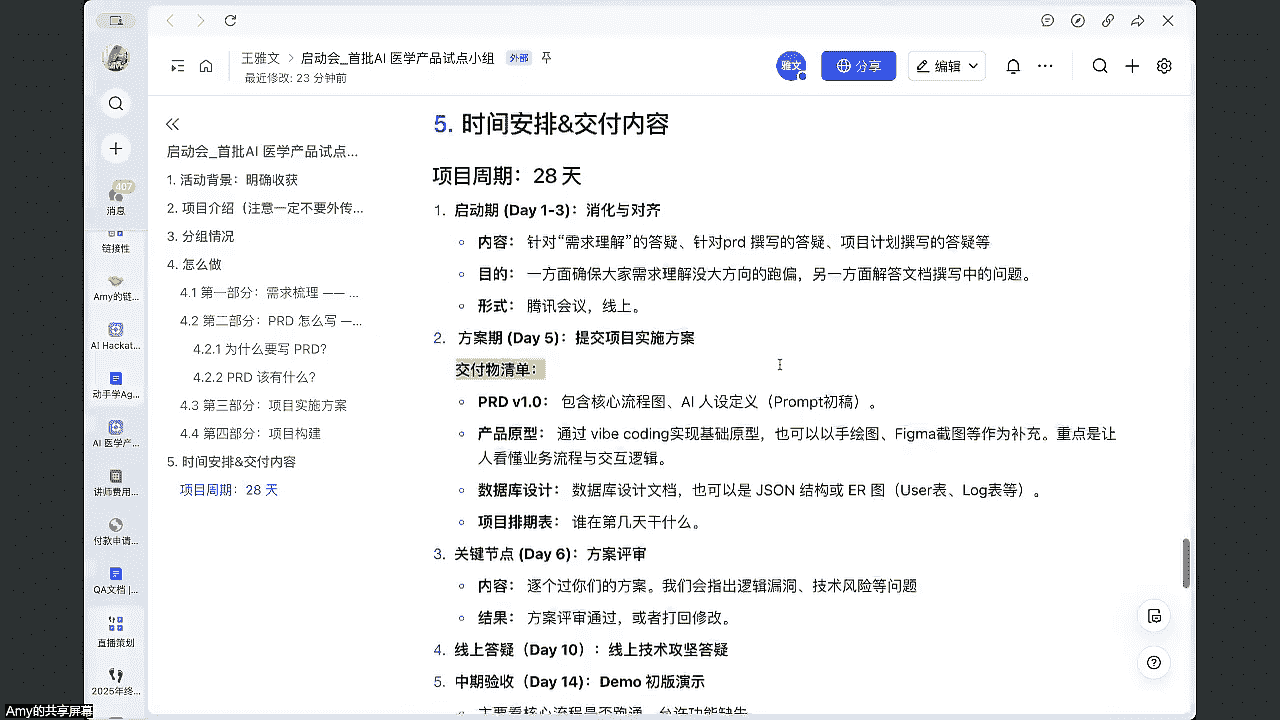 王雅文 > 启动会_首批AI 医学产品试点小组 外部
最近修改: 23 分钟前
雅文
分享
编辑
407
消息
链接性
Amy的链...
AI Hackat...
动手学Ag...
AI 医学产...
讲师费用...
付款申请...
QA文档 |...
直播策划
2025年终...
启动会_首批AI 医学产品试点...
1. 活动背景：明确收获
2. 项目介绍（注意一定不要外传...
3. 分组情况
4. 怎么做
4.1 第一部分：需求梳理 —— ...
4.2 第二部分：PRD 怎么写 —...
4.2.1 为什么要写 PRD?
4.2.2 PRD 该有什么?
4.3 第三部分：项目实施方案
4.4 第四部分：项目构建
5. 时间安排&交付内容
项目周期：28 天
5. 时间安排&交付内容
项目周期：28 天
1. 启动期 (Day 1-3)：消化与对齐
内容： 针对“需求理解”的答疑、针对prd 撰写的答疑、项目计划撰写的答疑等
目的： 一方面确保大家需求理解没大方向的跑偏，另一方面解答文档撰写中的问题。
形式： 腾讯会议，线上。
2. 方案期 (Day 5)：提交项目实施方案
交付物清单：
PRD v1.0： 包含核心流程图、AI 人设定义（Prompt初稿）。
产品原型： 通过 vibe coding实现基础原型，也可以以手绘图、Figma截图等作为补充。重点是让
人看懂业务流程与交互逻辑。
数据库设计： 数据库设计文档，也可以是 JSON 结构或 ER 图（User表、Log表等）。
项目排期表： 谁在第几天干什么。
3. 关键节点 (Day 6)：方案评审
内容： 逐个过你们的方案。我们会指出逻辑漏洞、技术风险等问题
结果： 方案评审通过，或者打回修改。
4. 线上答疑（Day 10）：线上技术攻坚答疑
5. 中期验收（Day 14）：Demo 初版演示
主要看核心流程是否跑通，允许功能缺失。
Amy的共享屏幕